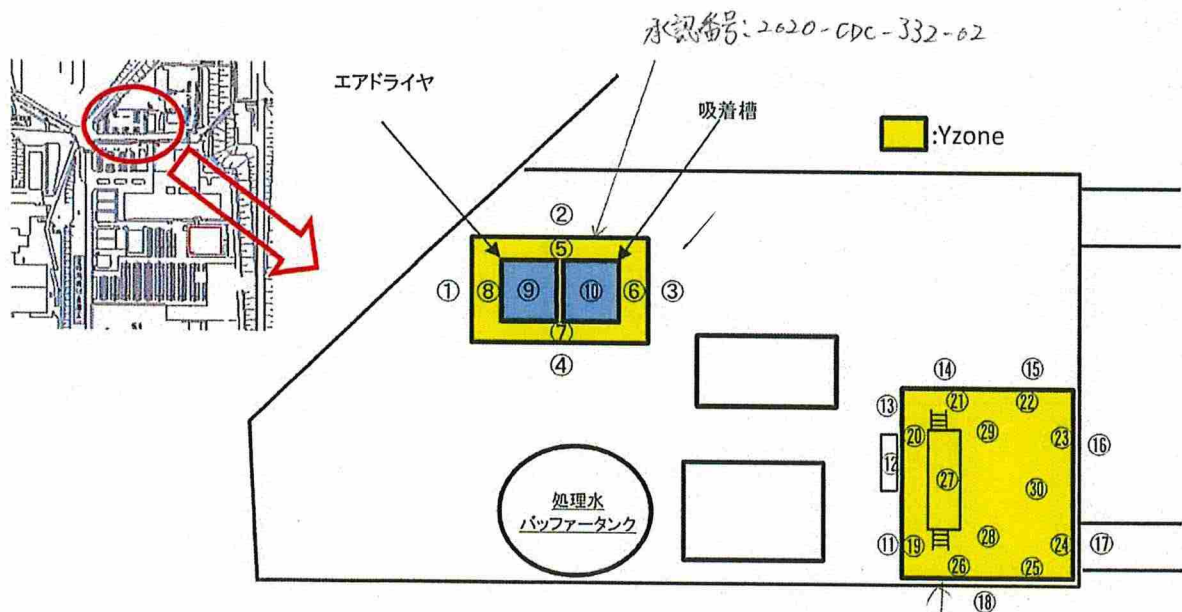 承認番号:2020-CDC-332-02
エアドライヤ
吸着槽
:Yzone
②
⑤
① ⑧ ⑨ ⑩ ⑥ ③
⑦
④
⑭ ⑮
⑬ ㉑ ㉒
⑳ ㉙ ㉓ ⑯
⑫ ㉗ ㉚
処理水
バッファータンク
⑪ ⑲ ㉘ ㉔ ⑰
㉖ ㉕
⑱